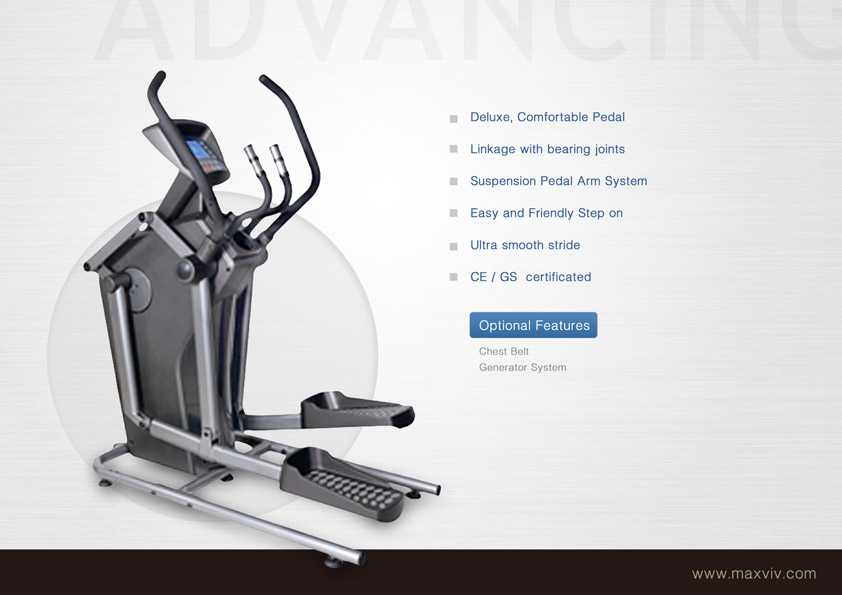 ADVANCING
Deluxe, Comfortable Pedal
Linkage with bearing joints
Suspension Pedal Arm System
Easy and Friendly Step on
Ultra smooth stride
CE / GS  certificated
Optional Features
Chest Belt
Generator System
www.maxviv.com